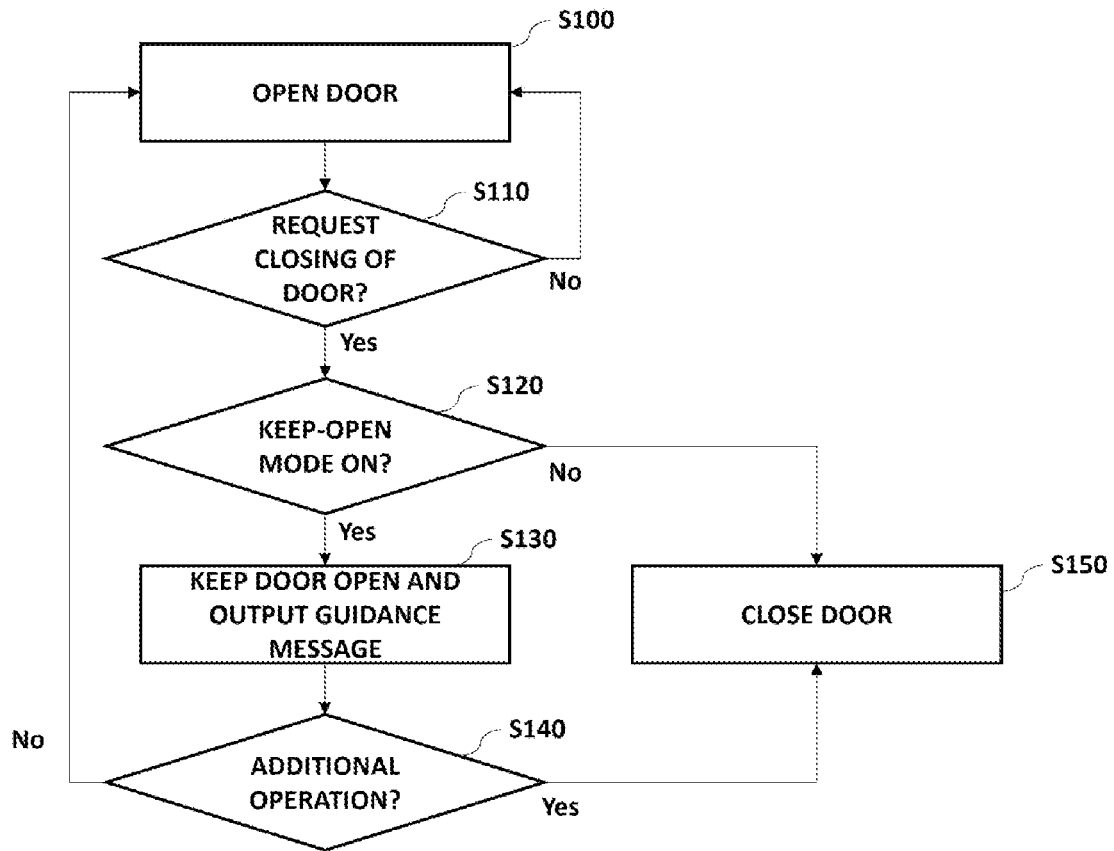 S100
OPEN DOOR
S110
REQUEST
CLOSING OF
DOOR?
No
Yes
S120
KEEP-OPEN
MODE ON?
No
Yes
S130
KEEP DOOR OPEN AND
OUTPUT GUIDANCE
MESSAGE
S150
CLOSE DOOR
No
S140
ADDITIONAL
OPERATION?
Yes